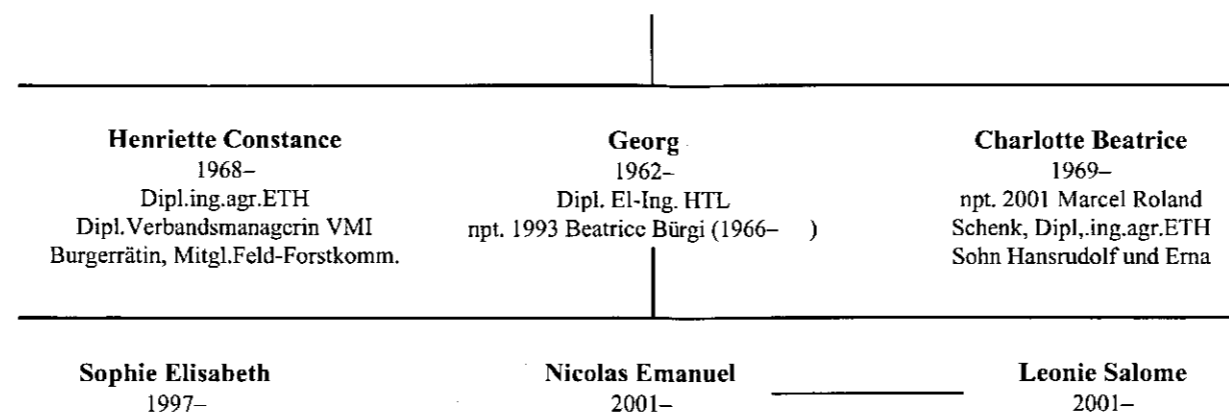 Henriette Constance
1968–
Dipl.ing.agr.ETH
Dipl.Verbandsmanagerin VMI
Burgerrätin, Mitgl.Feld-Forstkomm.
Georg
1962–
Dipl. El-Ing. HTL
npt. 1993 Beatrice Bürgi (1966–    )
Charlotte Beatrice
1969–
npt. 2001 Marcel Roland
Schenk, Dipl,.ing.agr.ETH
Sohn Hansrudolf und Erna
Sophie Elisabeth
1997–
Nicolas Emanuel
2001–
Leonie Salome
2001–